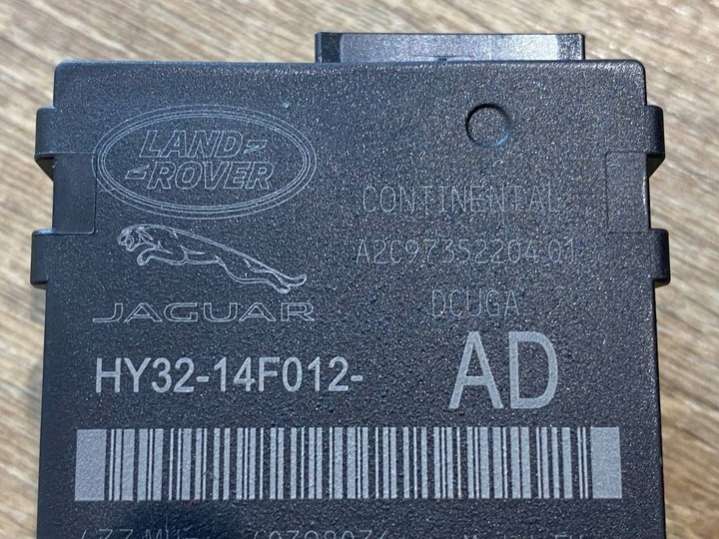 LAND
ROVER
JAGUAR
CONTINENTAL
A2C97352204 01
DCUGA
HY32-14F012-
AD